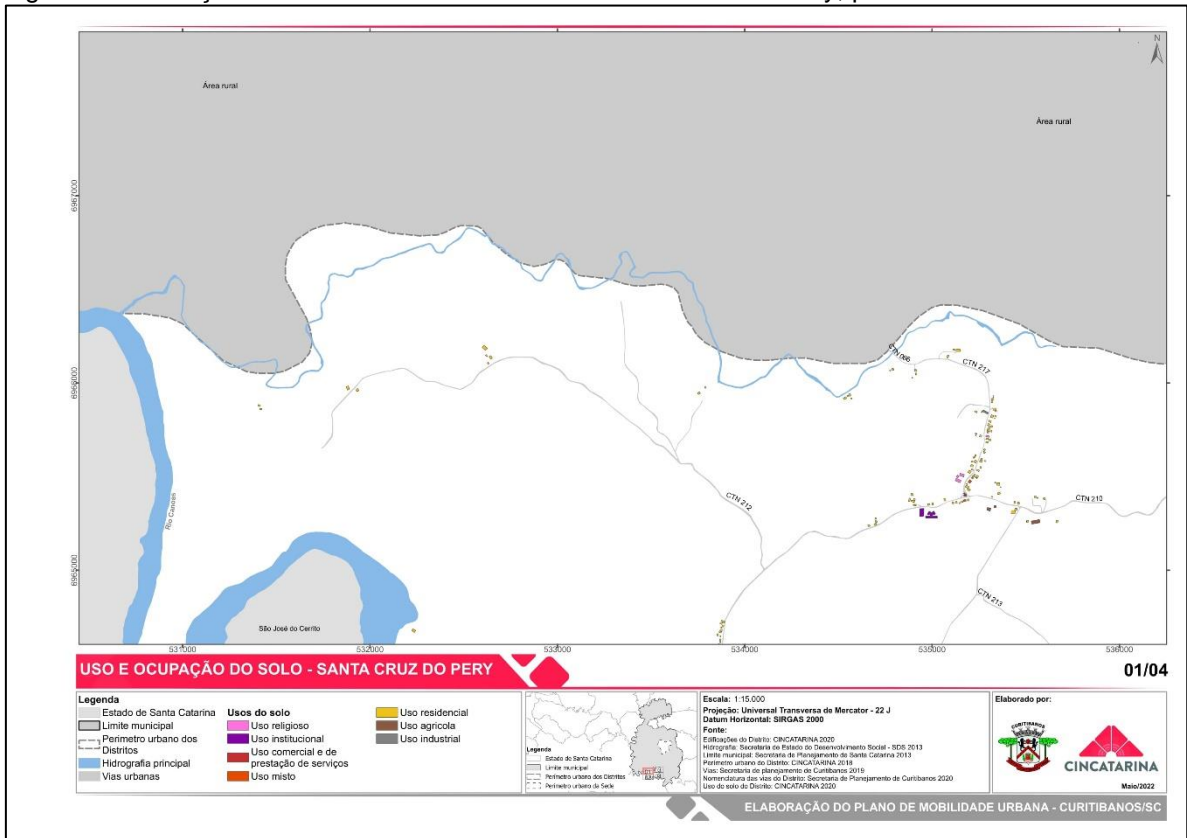 N
Área rural
Área rural
6967000
6966000
6965000
CTN 006
CTN 217
CTN 212
CTN 210
CTN 213
Rio Canoas
São José do Cerrito
531000
532000
533000
534000
535000
536000
USO E OCUPAÇÃO DO SOLO - SANTA CRUZ DO PERY
01/04
Legenda
Estado de Santa Catarina
Limite municipal
Perimetro urbano dos
Distritos
Hidrografia principal
Vias urbanas
Usos do solo
Uso religioso
Uso institucional
Uso comercial e de
prestação de serviços
Uso misto
Uso residencial
Uso agricola
Uso industrial
Legenda
Estado de Santa Catarina
Limite municipal
Perimetro urbano dos Distritos
Perimetro urbano da Sede
Escala: 1:15.000
Projeção: Universal Transversa de Mercator - 22 J
Datum Horizontal: SIRGAS 2000
Fonte:
Edificações do Distrito: CINCATARINA 2020
Hidrografia: Secretaria de Estado do Desenvolvimento Social - SDS 2013
Limite municipal: Secretaria de Planejamento de Santa Catarina 2013
Perimetro urbano do Distrito: CINCATARINA 2018
Vias: Secretaria de planejamento de Curitibanos 2019
Nomenclatura das vias do Distrito: Secretaria de Planejamento de Curitibanos 2020
Uso do solo do Distrito: CINCATARINA 2020
Elaborado por:
CURITIBANOS
CINCATARINA
Maio/2022
ELABORAÇÃO DO PLANO DE MOBILIDADE URBANA - CURITIBANOS/SC